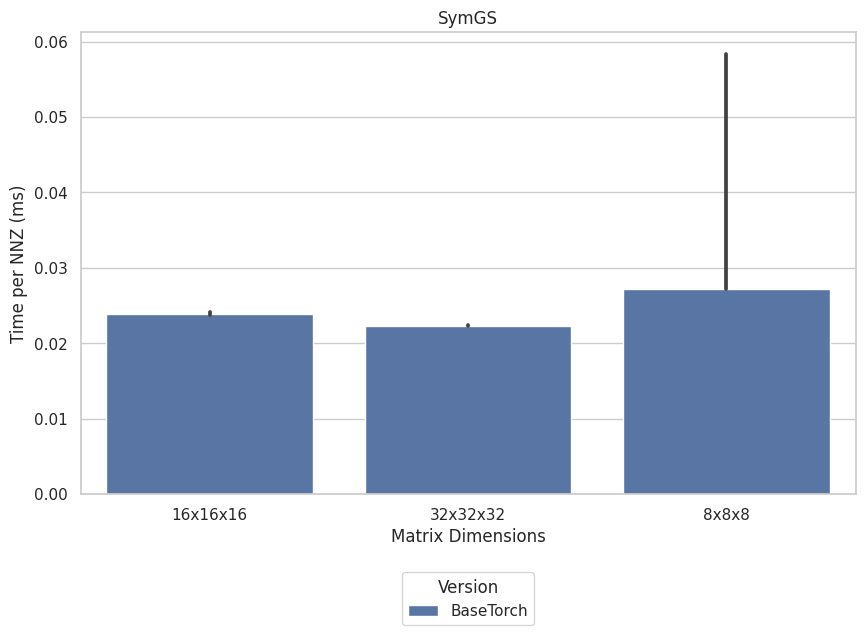 SymGS
0.06
0.05
0.04
0.03
0.02
0.01
0.00
Time per NNZ (ms)
16x16x16 32x32x32 8x8x8
Matrix Dimensions
Version
BaseTorch